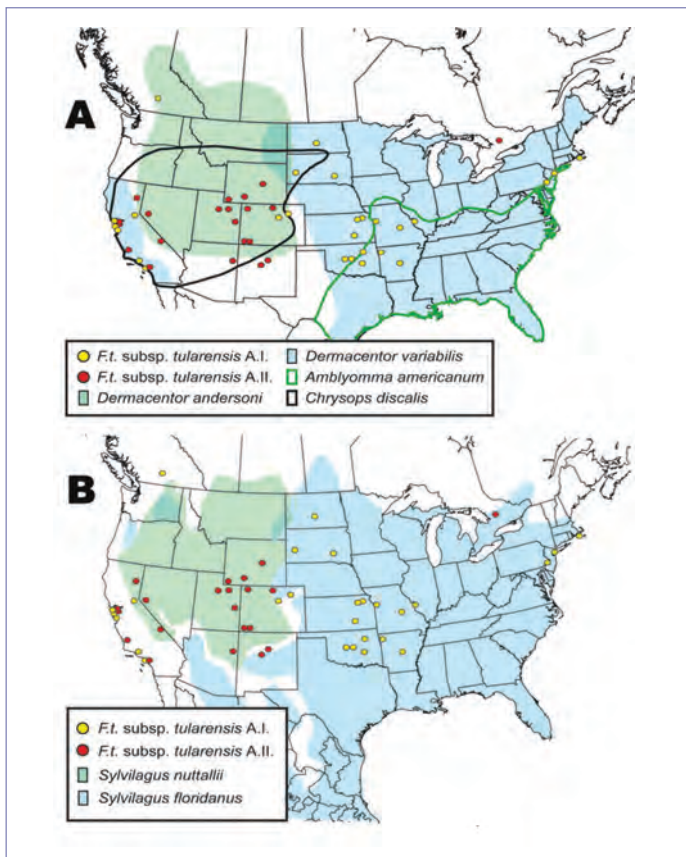 A
F.t. subsp. tularensis A.I.
F.t. subsp. tularensis A.II.
Dermacentor andersoni
Dermacentor variabilis
Amblyomma americanum
Chrysops discalis
B
F.t. subsp. tularensis A.I.
F.t. subsp. tularensis A.II.
Sylvilagus nuttallii
Sylvilagus floridanus